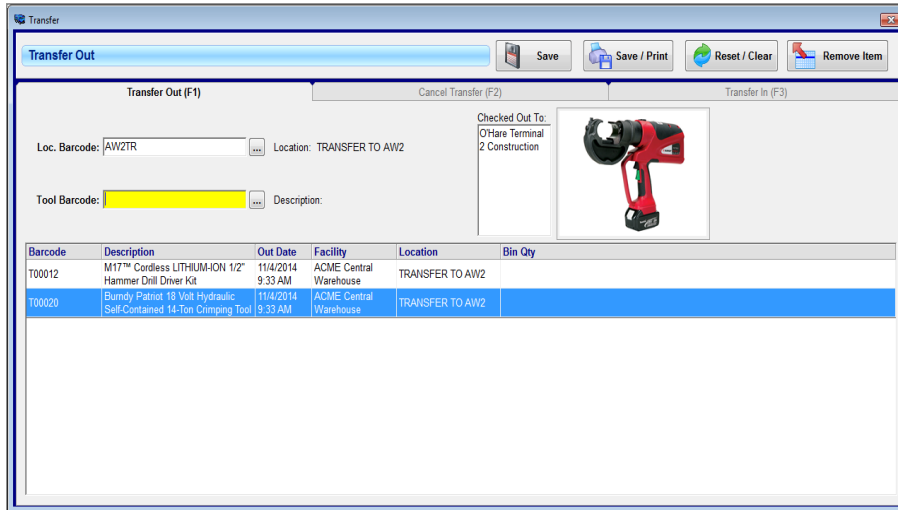 Transfer
Transfer Out
Save
Save / Print
Reset / Clear
Remove Item
Transfer Out (F1)
Cancel Transfer (F2)
Transfer In (F3)
Checked Out To:
O'Hare Terminal
2 Construction
Loc. Barcode: AW2TR ... Location: TRANSFER TO AW2
Tool Barcode: ... Description:
Barcode Description Out Date Facility Location Bin Qty
T00012 M17™ Cordless LITHIUM-ION 1/2" Hammer Drill Driver Kit 11/4/2014 9:33 AM ACME Central Warehouse TRANSFER TO AW2
T00020 Burndy Patriot 18 Volt Hydraulic Self-Contained 14-Ton Crimping Tool 11/4/2014 9:33 AM ACME Central Warehouse TRANSFER TO AW2